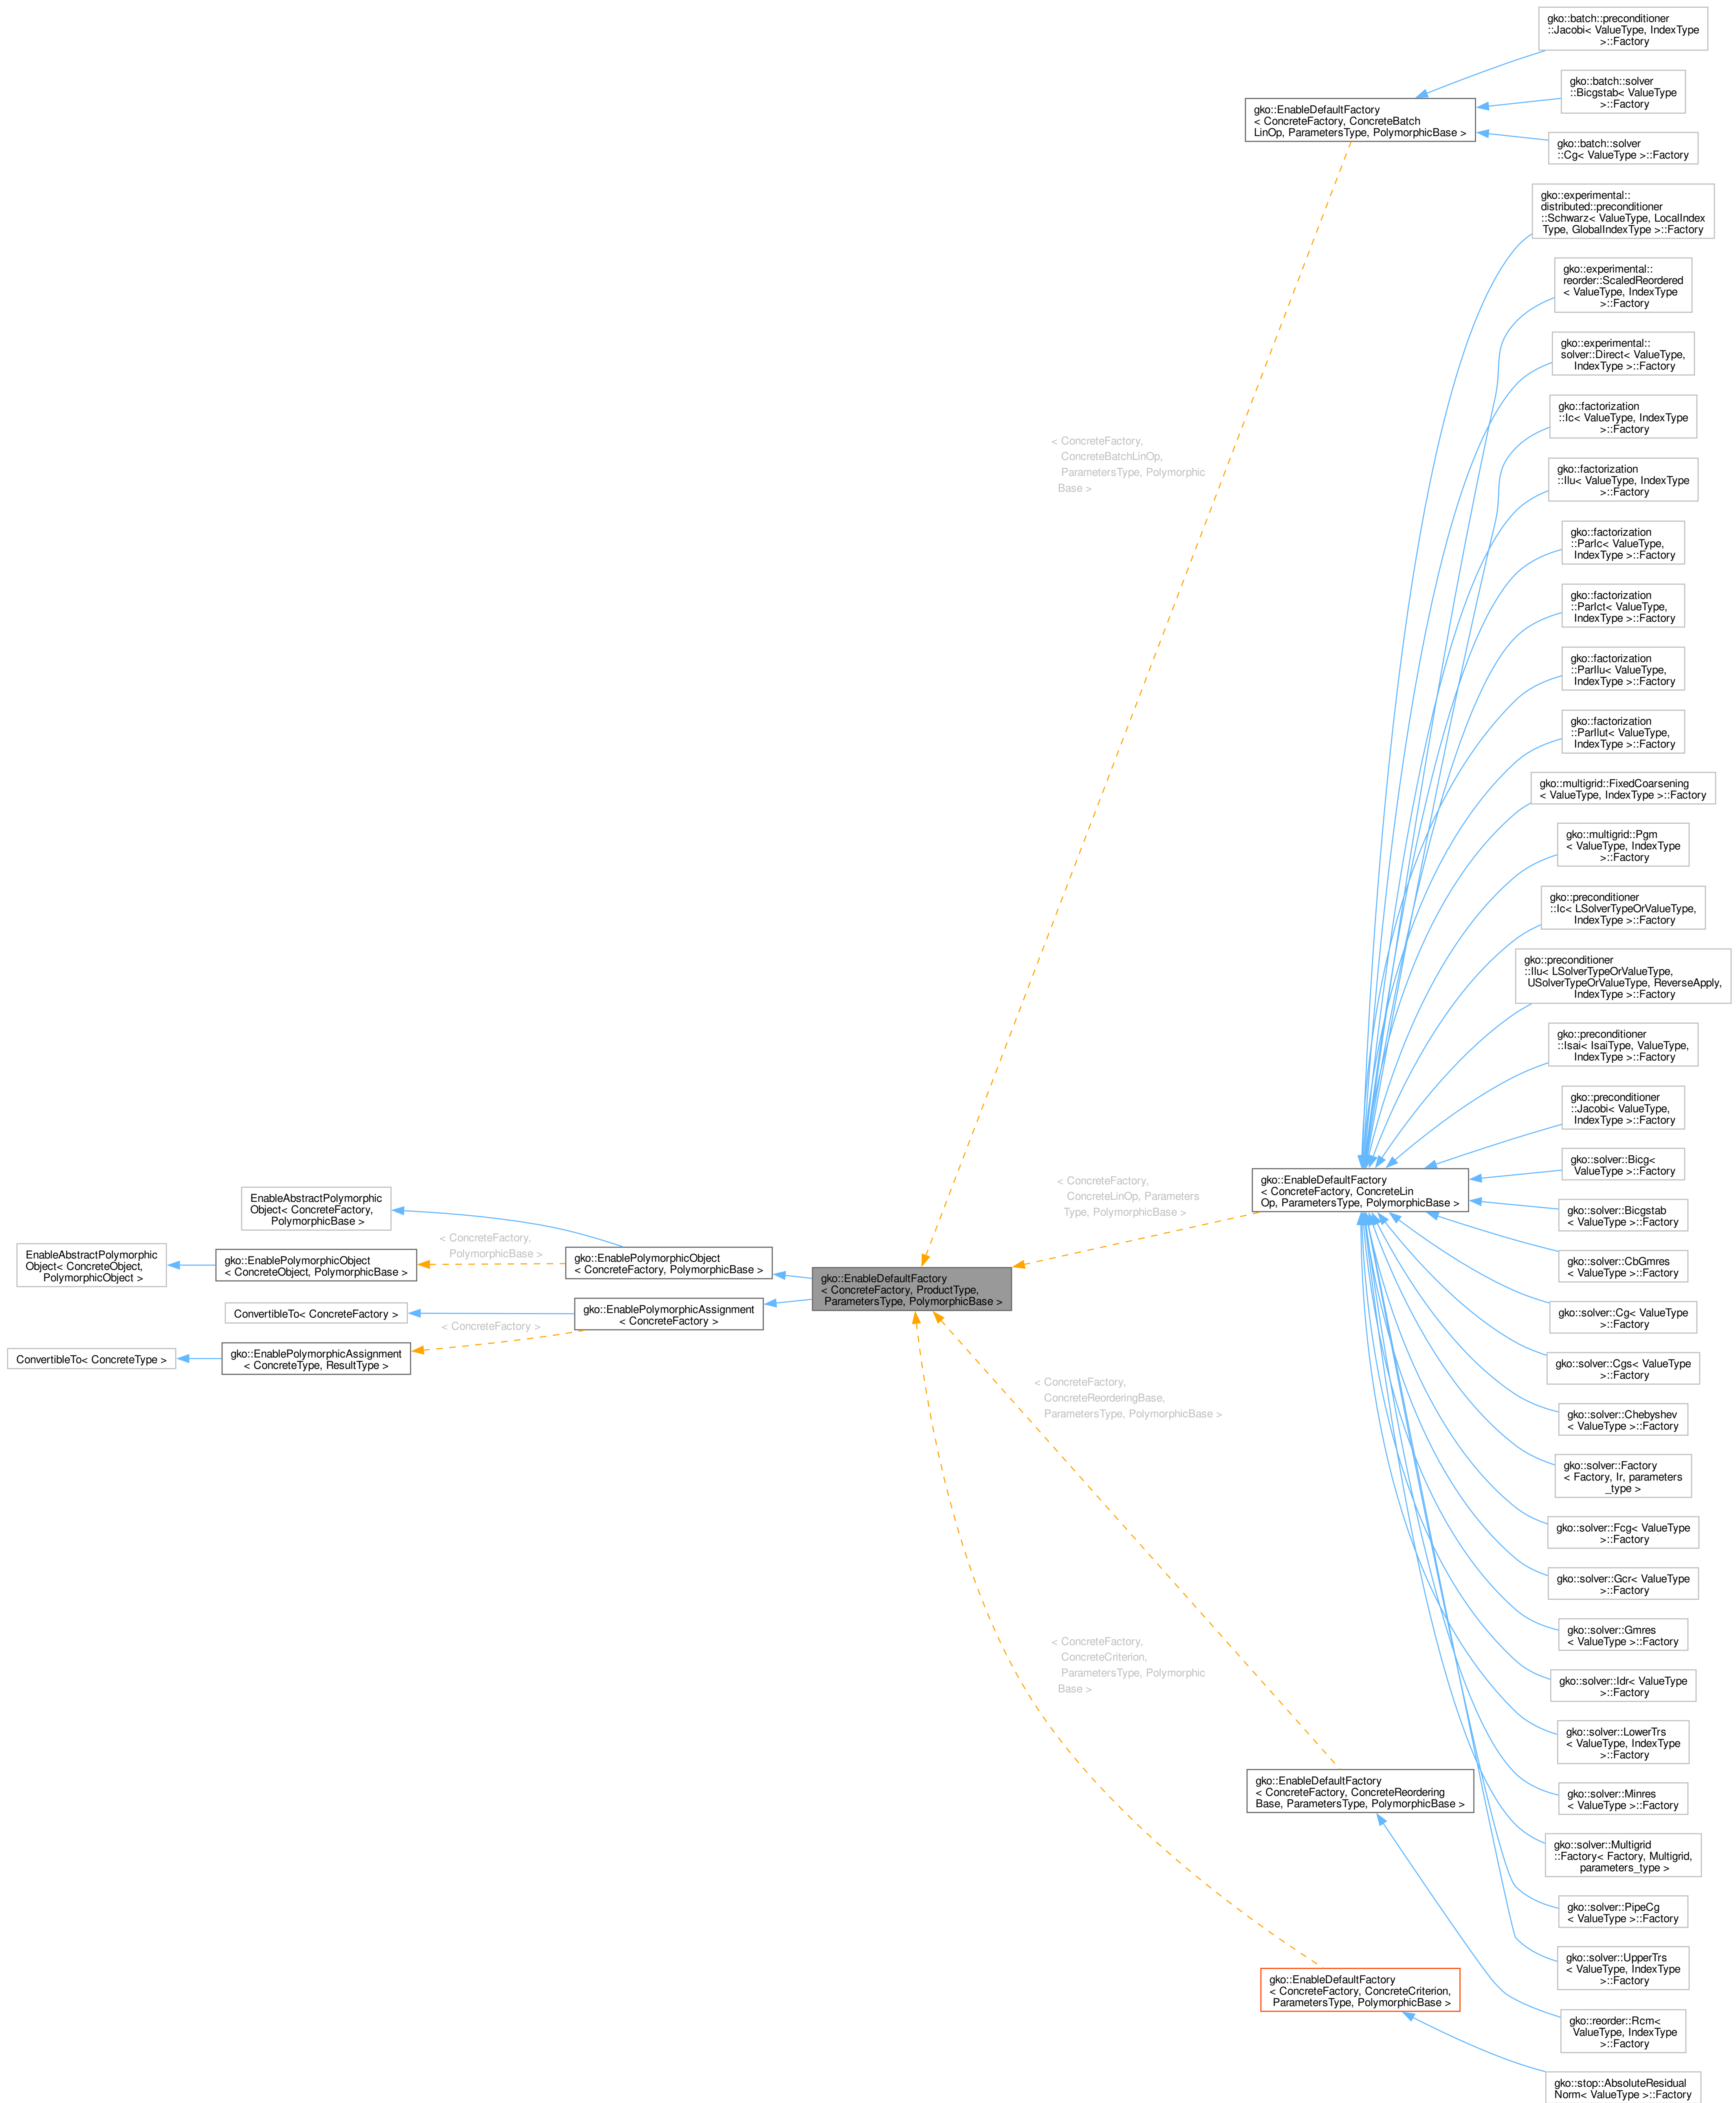 gko::batch::preconditioner
::Jacobi< ValueType, IndexType
>::Factory
gko::batch::solver
::Bicgstab< ValueType
>::Factory
gko::EnableDefaultFactory
< ConcreteFactory, ConcreteBatch
LinOp, ParametersType, PolymorphicBase >
gko::batch::solver
::Cg< ValueType >::Factory
gko::experimental::
distributed::preconditioner
::Schwarz< ValueType, LocalIndex
Type, GlobalIndexType >::Factory
gko::experimental::
reorder::ScaledReordered
< ValueType, IndexType
>::Factory
gko::experimental::
solver::Direct< ValueType,
IndexType >::Factory
gko::factorization
::Ic< ValueType, IndexType
>::Factory
< ConcreteFactory,
ConcreteBatchLinOp,
ParametersType, Polymorphic
Base >
gko::factorization
::Ilu< ValueType, IndexType
>::Factory
gko::factorization
::ParIc< ValueType,
IndexType >::Factory
gko::factorization
::ParIct< ValueType,
IndexType >::Factory
gko::factorization
::ParIlu< ValueType,
IndexType >::Factory
gko::factorization
::ParIlut< ValueType,
IndexType >::Factory
gko::multigrid::FixedCoarsening
< ValueType, IndexType >::Factory
gko::multigrid::Pgm
< ValueType, IndexType
>::Factory
gko::preconditioner
::Ic< LSolverTypeOrValueType,
IndexType >::Factory
gko::preconditioner
::Ilu< LSolverTypeOrValueType,
USolverTypeOrValueType, ReverseApply,
IndexType >::Factory
gko::preconditioner
::Isai< IsaiType, ValueType,
IndexType >::Factory
gko::preconditioner
::Jacobi< ValueType,
IndexType >::Factory
gko::solver::Bicg<
ValueType >::Factory
gko::EnableDefaultFactory
< ConcreteFactory, ConcreteLin
Op, ParametersType, PolymorphicBase >
< ConcreteFactory,
ConcreteLinOp, Parameters
Type, PolymorphicBase >
EnableAbstractPolymorphic
Object< ConcreteFactory,
PolymorphicBase >
gko::solver::Bicgstab
< ValueType >::Factory
EnableAbstractPolymorphic
Object< ConcreteObject,
PolymorphicObject >
gko::EnablePolymorphicObject
< ConcreteObject, PolymorphicBase >
< ConcreteFactory,
PolymorphicBase >
gko::EnablePolymorphicObject
< ConcreteFactory, PolymorphicBase >
gko::EnableDefaultFactory
< ConcreteFactory, ProductType,
ParametersType, PolymorphicBase >
gko::solver::CbGmres
< ValueType >::Factory
ConvertibleTo< ConcreteFactory >
gko::EnablePolymorphicAssignment
< ConcreteFactory >
< ConcreteFactory >
gko::solver::Cg< ValueType
>::Factory
ConvertibleTo< ConcreteType >
gko::EnablePolymorphicAssignment
< ConcreteType, ResultType >
gko::solver::Cgs< ValueType
>::Factory
< ConcreteFactory,
ConcreteReorderingBase,
ParametersType, PolymorphicBase >
gko::solver::Chebyshev
< ValueType >::Factory
gko::solver::Factory
< Factory, Ir, parameters
_type >
gko::solver::Fcg< ValueType
>::Factory
gko::solver::Gcr< ValueType
>::Factory
gko::solver::Gmres
< ValueType >::Factory
< ConcreteFactory,
ConcreteCriterion,
ParametersType, Polymorphic
Base >
gko::solver::Idr< ValueType
>::Factory
gko::solver::LowerTrs
< ValueType, IndexType
>::Factory
gko::EnableDefaultFactory
< ConcreteFactory, ConcreteReordering
Base, ParametersType, PolymorphicBase >
gko::solver::Minres
< ValueType >::Factory
gko::solver::Multigrid
::Factory< Factory, Multigrid,
parameters_type >
gko::solver::PipeCg
< ValueType >::Factory
gko::solver::UpperTrs
< ValueType, IndexType
>::Factory
gko::EnableDefaultFactory
< ConcreteFactory, ConcreteCriterion,
ParametersType, PolymorphicBase >
gko::reorder::Rcm<
ValueType, IndexType
>::Factory
gko::stop::AbsoluteResidual
Norm< ValueType >::Factory